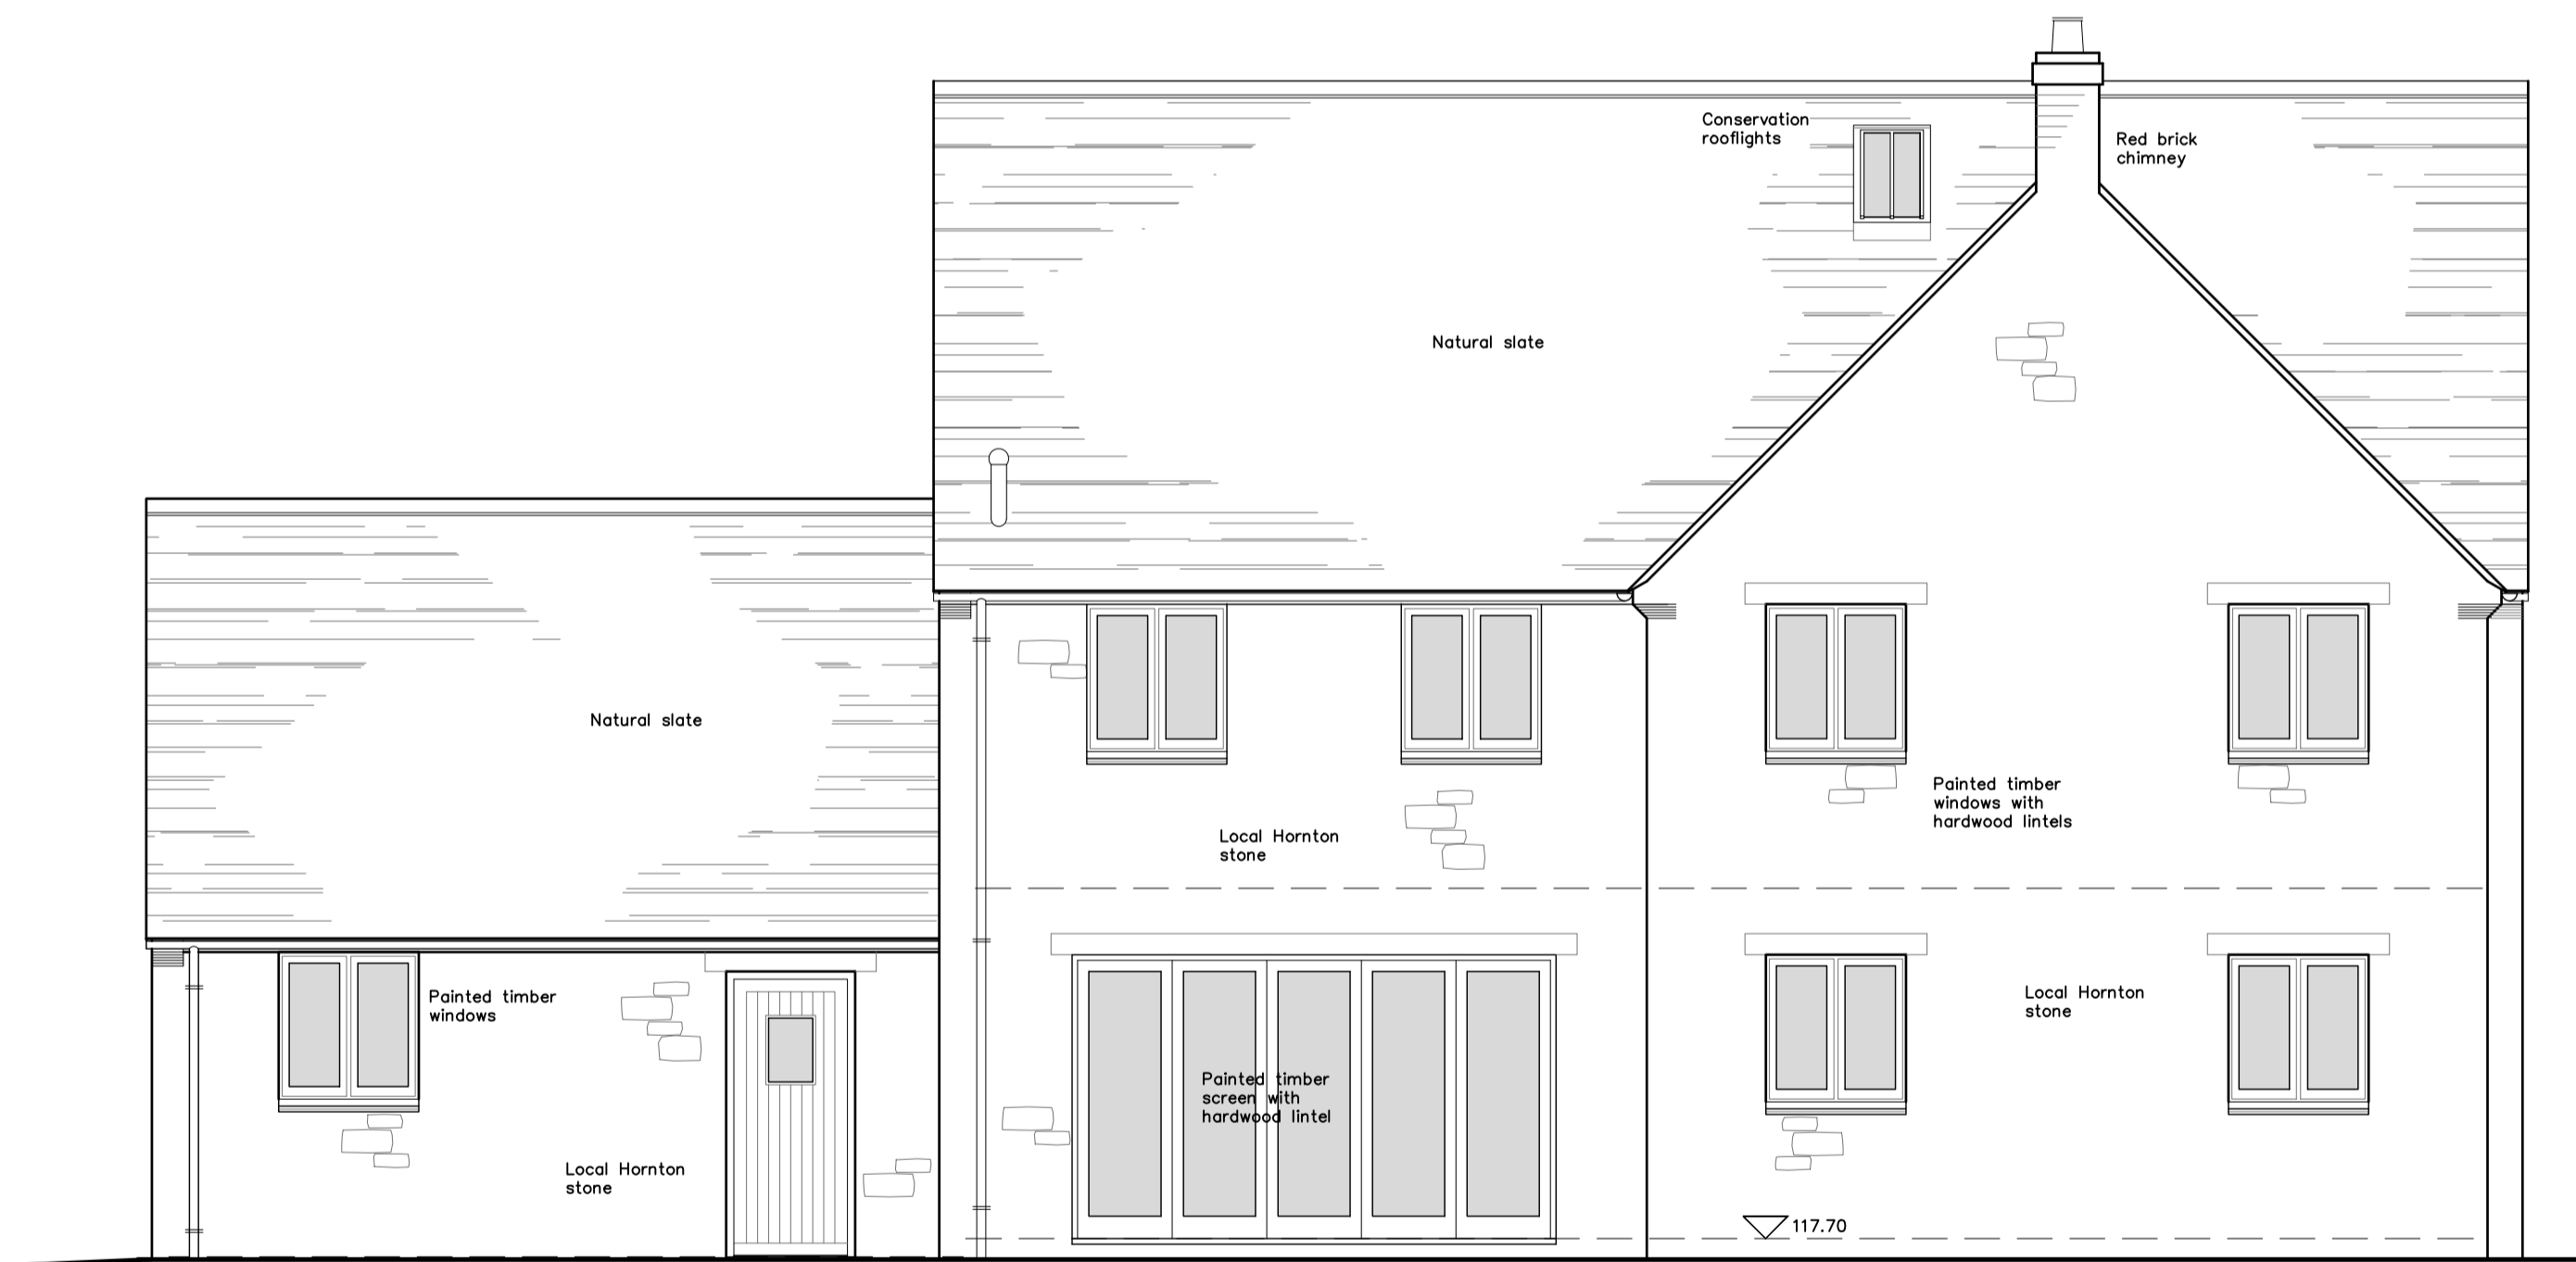 Conservation
rooflights
Red brick
chimney
Natural slate
Natural slate
Painted timber
windows with
hardwood lintels
Local Hornton
stone
Painted timber
windows
Local Hornton
stone
Painted timber
screen with
hardwood lintel
Local Hornton
stone
117.70